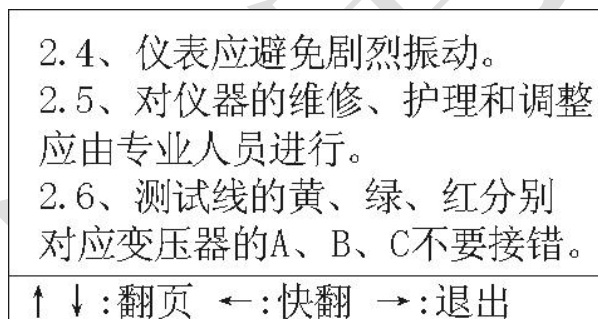 2.4、仪表应避免剧烈振动。
2.5、对仪器的维修、护理和调整
应由专业人员进行。
2.6、测试线的黄、绿、红分别
对应变压器的A、B、C不要接错。
↑ ↓:翻页 ←:快翻 →:退出